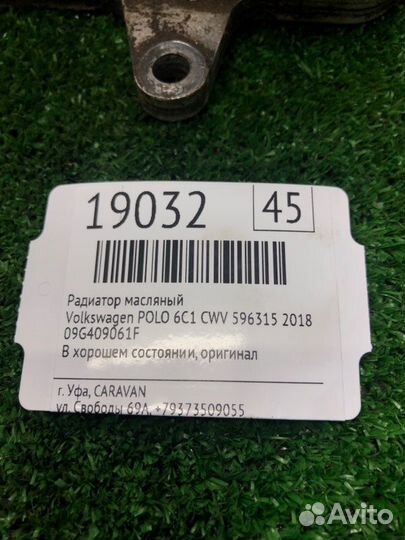 19032 45
Радиатор масляный
Volkswagen POLO 6C1 CWV 596315 2018
09G409061F
В хорошем состоянии, оригинал
г. Уфа, CARAVAN
ул. Свободы 69Л, +79373509055
Avito